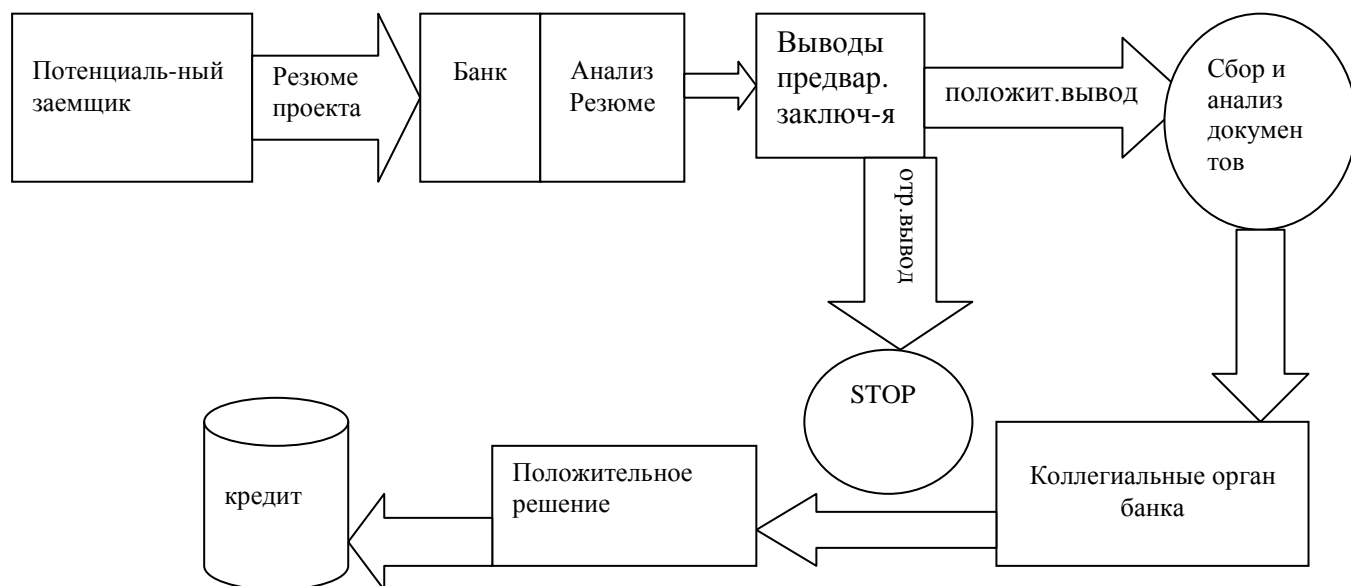 Потенциаль-ный
заемщик
Резюме
проекта
Банк
Анализ
Резюме
Выводы
предвар.
заключ-я
положит.вывод
Сбор и
анализ
докумен
тов
отр.вывод
STOP
Коллегиальные орган
банка
Положительное
решение
кредит